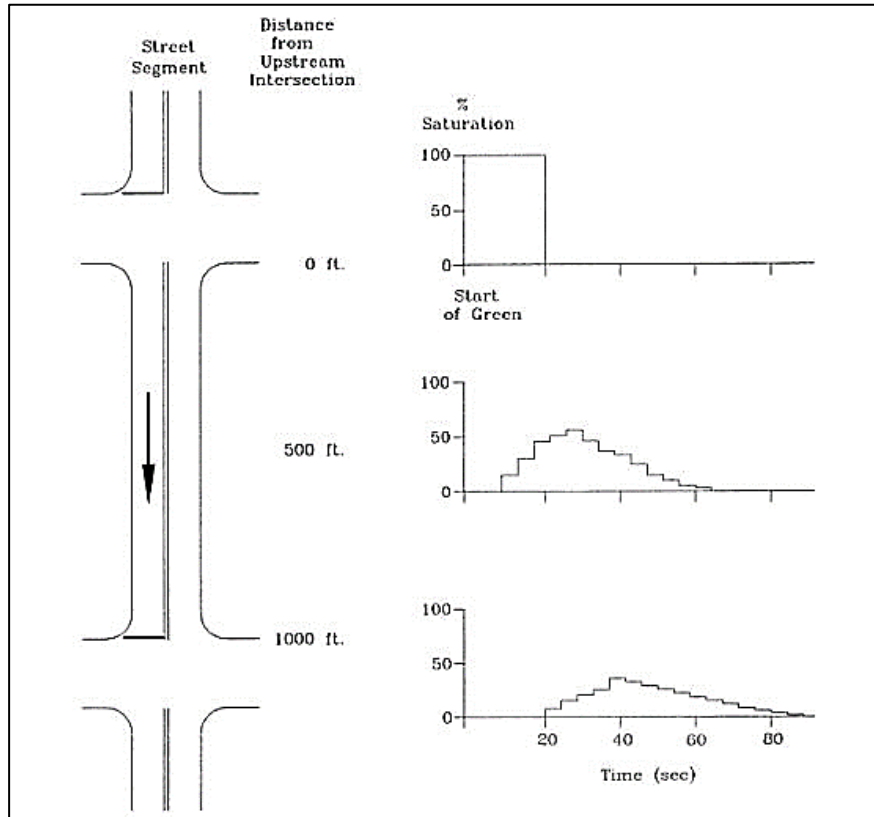 Street
Segment
Distance
from
Upstream
Intersection
0 ft.
500 ft.
1000 ft.
%
Saturation
100
50
0
Start
of Green
100
50
0
100
50
0
20
40
60
80
Time (sec)